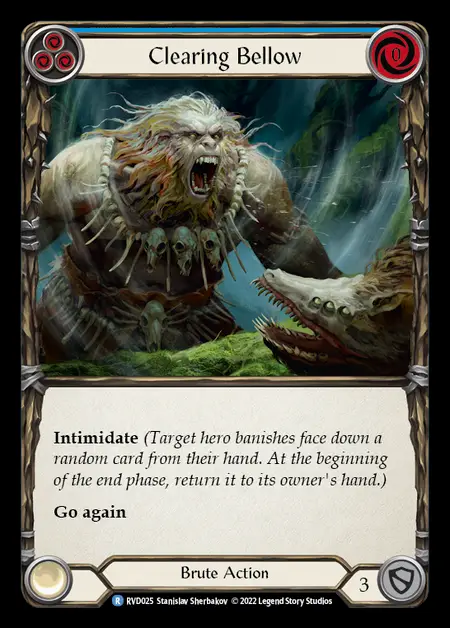 Clearing Bellow
0
Intimidate (Target hero banishes face down a
random card from their hand. At the beginning
of the end phase, return it to its owner's hand.)
Go again
Brute Action
3
R RVD025 Stanislav Sherbakov © 2022 Legend Story Studios